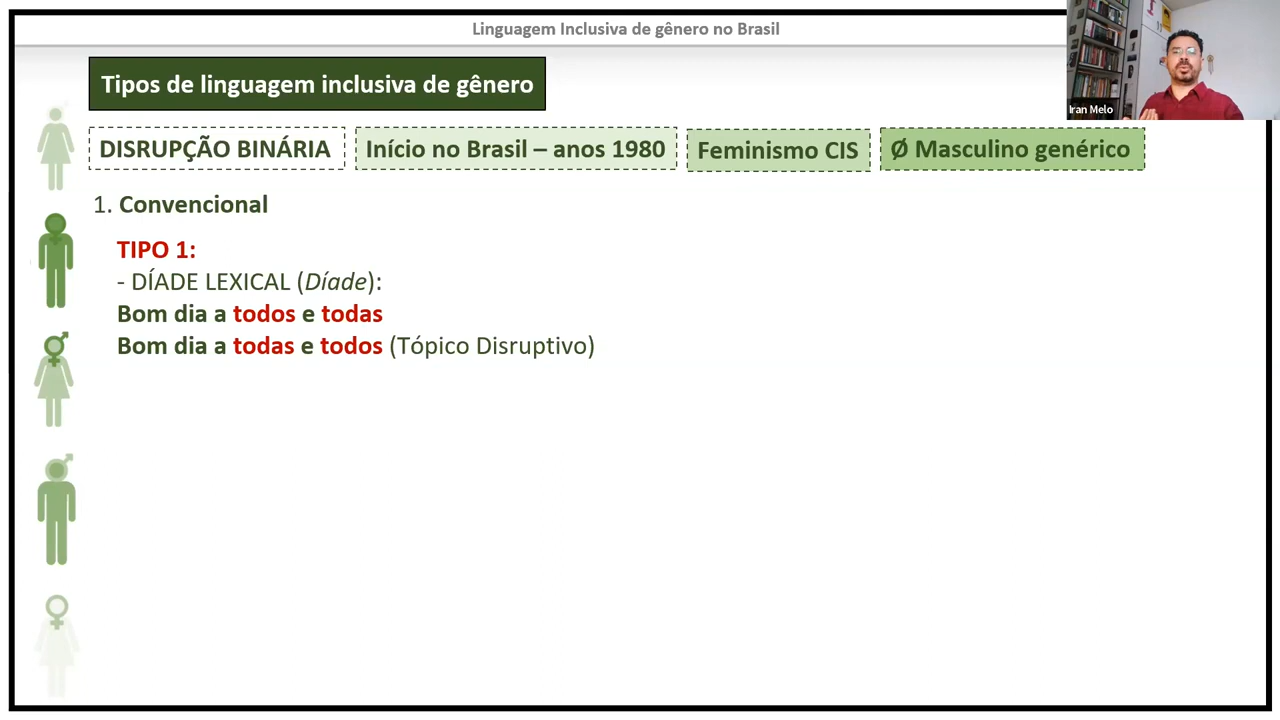 Linguagem Inclusiva de gênero no Brasil
Tipos de linguagem inclusiva de gênero
Iran Melo
DISRUPÇÃO BINÁRIA
Início no Brasil – anos 1980
Feminismo CIS
Ø Masculino genérico
1. Convencional
TIPO 1:
- DÍADE LEXICAL (Díade):
Bom dia a todos e todas
Bom dia a todas e todos (Tópico Disruptivo)